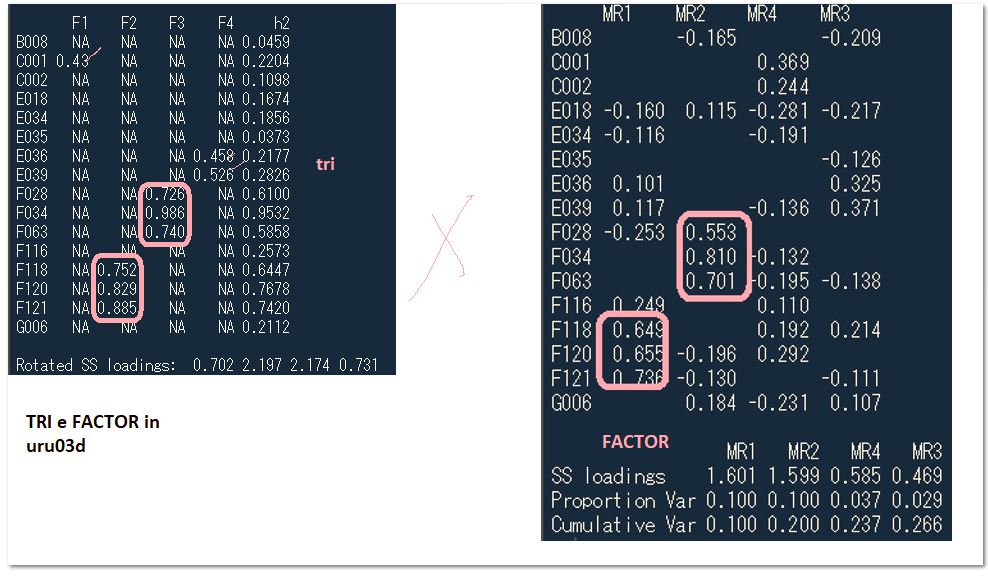 F1 F2 F3 F4 h2
B008 NA NA NA NA 0.0459
C001 0.43 NA NA NA 0.2204
C002 NA NA NA NA 0.1098
E018 NA NA NA NA 0.1674
E034 NA NA NA NA 0.1856
E035 NA NA NA NA 0.0373
E036 NA NA NA 0.458 0.2177
E039 NA NA NA 0.526 0.2826
F028 NA NA 0.726 NA 0.6100
F034 NA NA 0.986 NA 0.9532
F063 NA NA 0.740 NA 0.5858
F116 NA NA NA NA 0.2573
F118 NA 0.752 NA NA 0.6447
F120 NA 0.829 NA NA 0.7678
F121 NA 0.885 NA NA 0.7420
G006 NA NA NA NA 0.2112
Rotated SS loadings: 0.702 2.197 2.174 0.731
tri
TRI e FACTOR in
uru03d
MR1 MR2 MR4 MR3
B008 -0.165 -0.209
C001 0.369
C002 0.244
E018 -0.160 0.115 -0.281 -0.217
E034 -0.116 -0.191
E035 -0.126
E036 0.101 0.325
E039 0.117 -0.136 0.371
F028 -0.253 0.553
F034 0.810 -0.132
F063 0.701 -0.195 -0.138
F116 0.249 0.110
F118 0.649 0.192 0.214
F120 0.655 -0.196 0.292
F121 0.736 -0.130 -0.111
G006 0.184 -0.231 0.107
FACTOR
MR1 MR2 MR4 MR3
SS loadings 1.601 1.599 0.585 0.469
Proportion Var 0.100 0.100 0.037 0.029
Cumulative Var 0.100 0.200 0.237 0.266